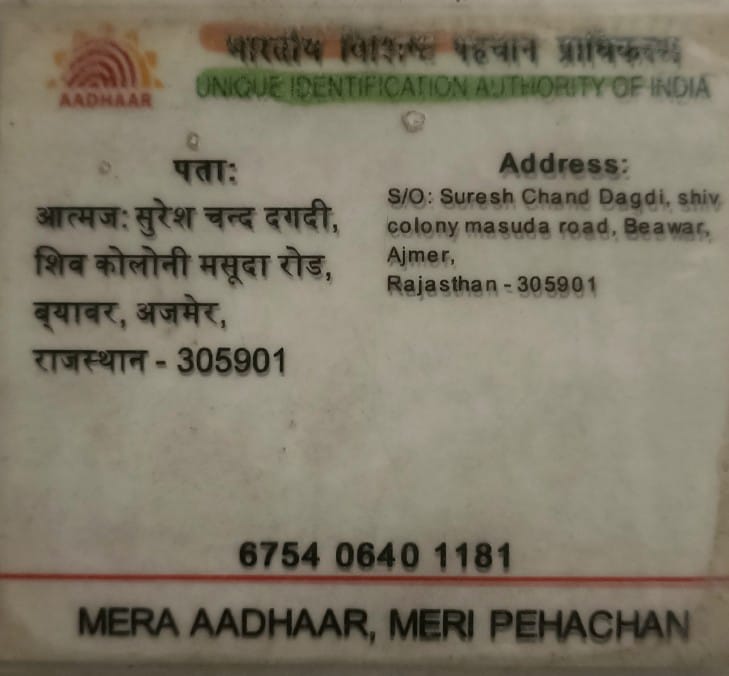 भारतीय विशिष्ट पहचान प्राधिकरण
UNIQUE IDENTIFICATION AUTHORITY OF INDIA
AADHAAR
पता:
आत्मज: सुरेश चन्द दगदी,
शिव कोलोनी मसूदा रोड,
ब्यावर, अजमेर,
राजस्थान - 305901
Address:
S/O: Suresh Chand Dagdi, shiv
colony masuda road, Beawar,
Ajmer,
Rajasthan - 305901
6754 0640 1181
MERA AADHAAR, MERI PEHACHAN